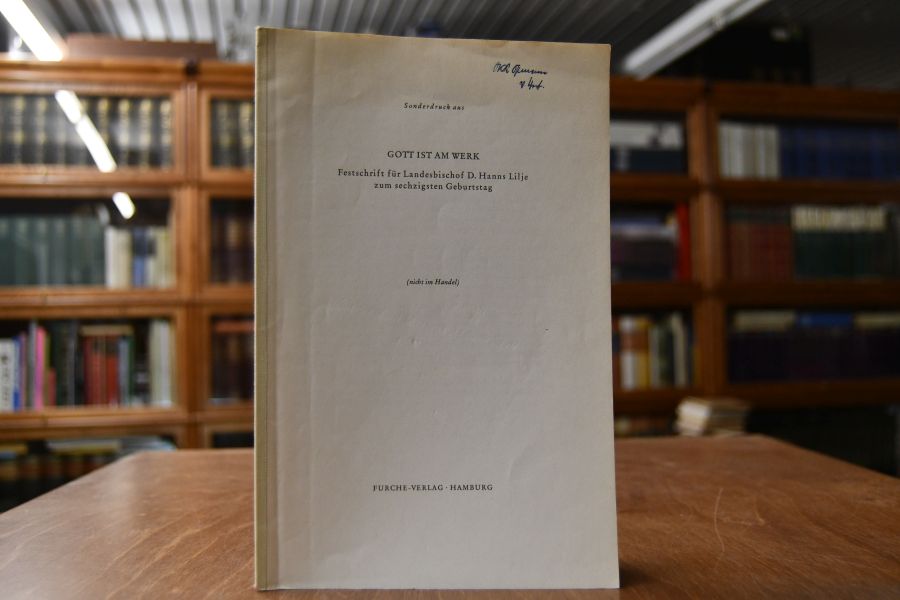 Sonderdruck aus
GOTT IST AM WERK
Festschrift für Landesbischof D. Hanns Lilje
zum sechzigsten Geburtstag
(nicht im Handel)
FURCHE-VERLAG · HAMBURG